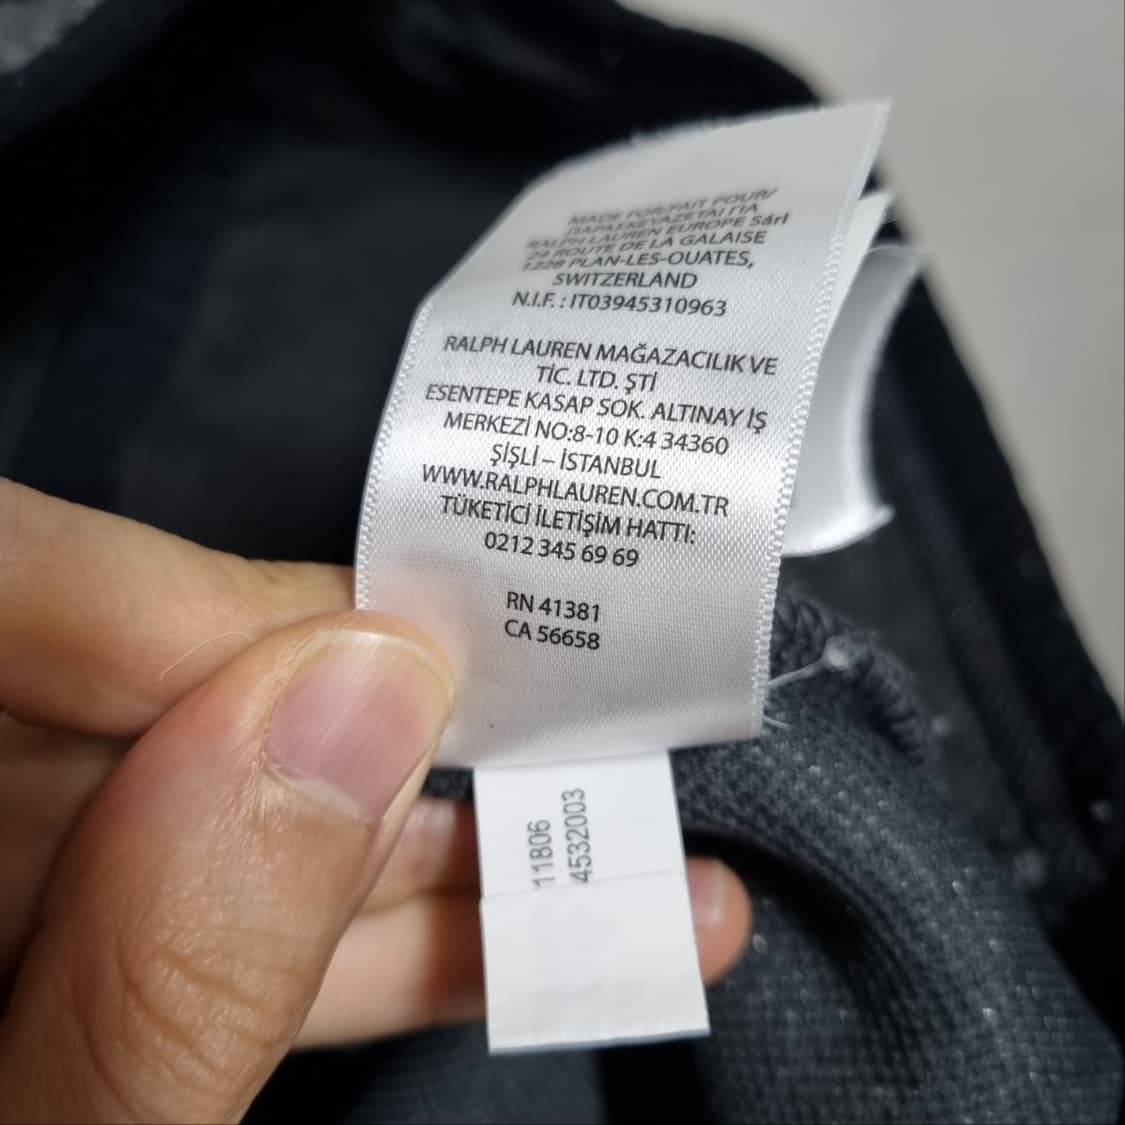 MADE FOR/FAIT POUR/
ΠΑΡΑΣΚΕΥΑΖΕΤΑΙ ΓΙΑ
RALPH LAUREN EUROPE Sárl
24 ROUTE DE LA GALAISE
1228 PLAN-LES-OUATES,
SWITZERLAND
N.I.F. : IT03945310963
RALPH LAUREN MAĞAZACILIK VE
TİC. LTD. ŞTİ
ESENTEPE KASAP SOK. ALTINAY İŞ
MERKEZİ NO:8-10 K:4 34360
ŞİŞLİ – İSTANBUL
WWW.RALPHLAUREN.COM.TR
TÜKETİCİ İLETİŞİM HATTI:
0212 345 69 69
RN 41381
CA 56658
11806
4532003